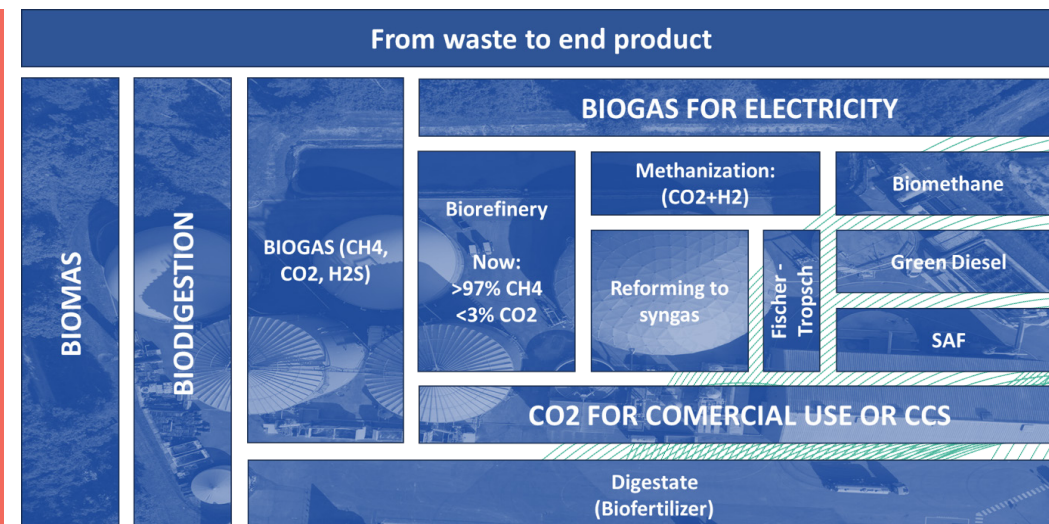 From waste to end product
BIOMAS
BIODIGESTION
BIOGAS (CH4,
CO2, H2S)
BIOGAS FOR ELECTRICITY
Biorefinery
Now:
>97% CH4
<3% CO2
Methanization:
(CO2+H2)
Reforming to
syngas
Fischer -
Tropsch
Biomethane
Green Diesel
SAF
CO2 FOR COMERCIAL USE OR CCS
Digestate
(Biofertilizer)